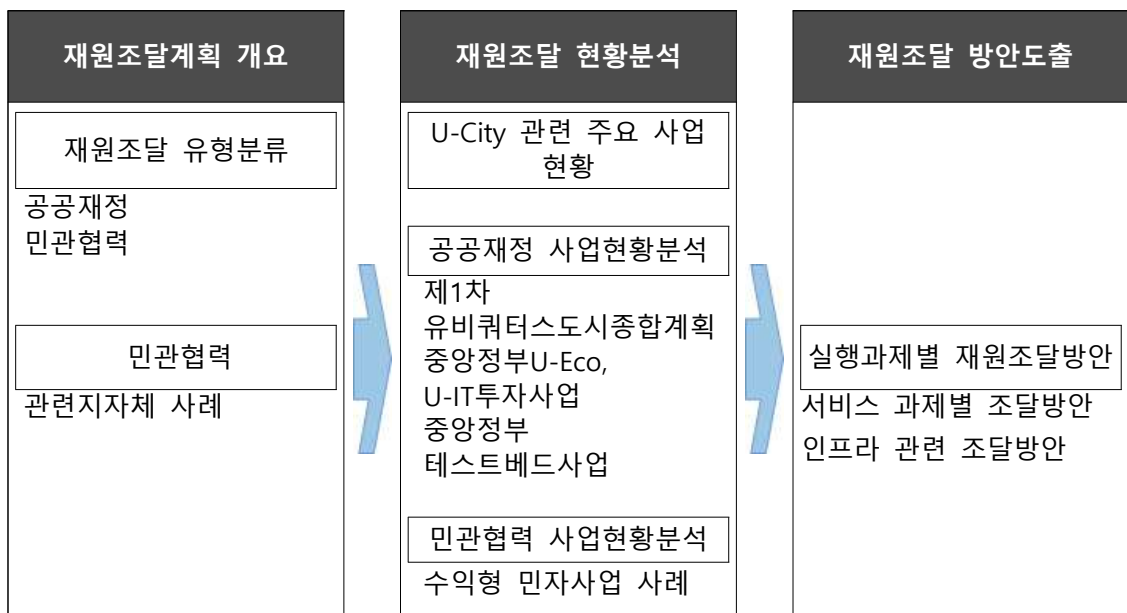 재원조달계획 개요
재원조달 유형분류
공공재정
민관협력
민관협력
관련지자체 사례
재원조달 현황분석
U-City 관련 주요 사업
현황
공공재정 사업현황분석
제1차
유비쿼터스도시종합계획
중앙정부U-Eco,
U-IT투자사업
중앙정부
테스트베드사업
민관협력 사업현황분석
수익형 민자사업 사례
재원조달 방안도출
실행과제별 재원조달방안
서비스 과제별 조달방안
인프라 관련 조달방안